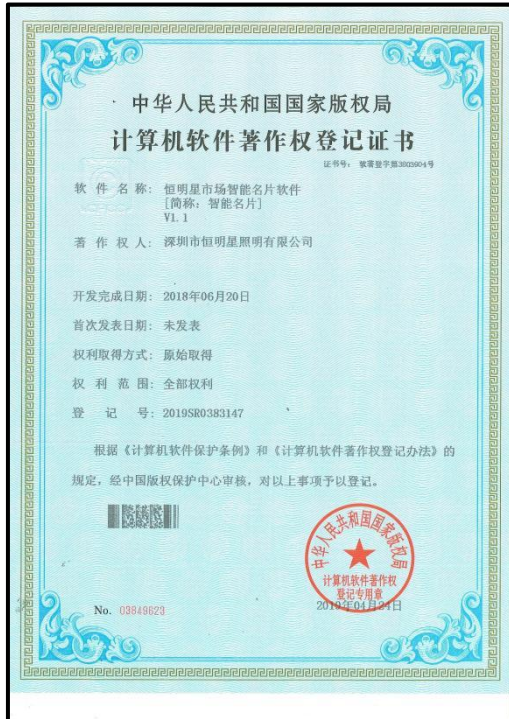 中华人民共和国国家版权局
计算机软件著作权登记证书
证书号： 软著登字第3803904号
软件名称： 恒明星市场智能名片软件
[简称：智能名片]
V1.1
著作权人： 深圳市恒明星照明有限公司
开发完成日期： 2018年06月20日
首次发表日期： 未发表
权利取得方式： 原始取得
权利范围： 全部权利
登记号： 2019SR0383147
根据《计算机软件保护条例》和《计算机软件著作权登记办法》的
规定，经中国版权保护中心审核，对以上事项予以登记。
中华人民共和国国家版权局
计算机软件著作权
登记专用章
2019年04月24日
No. 03849623